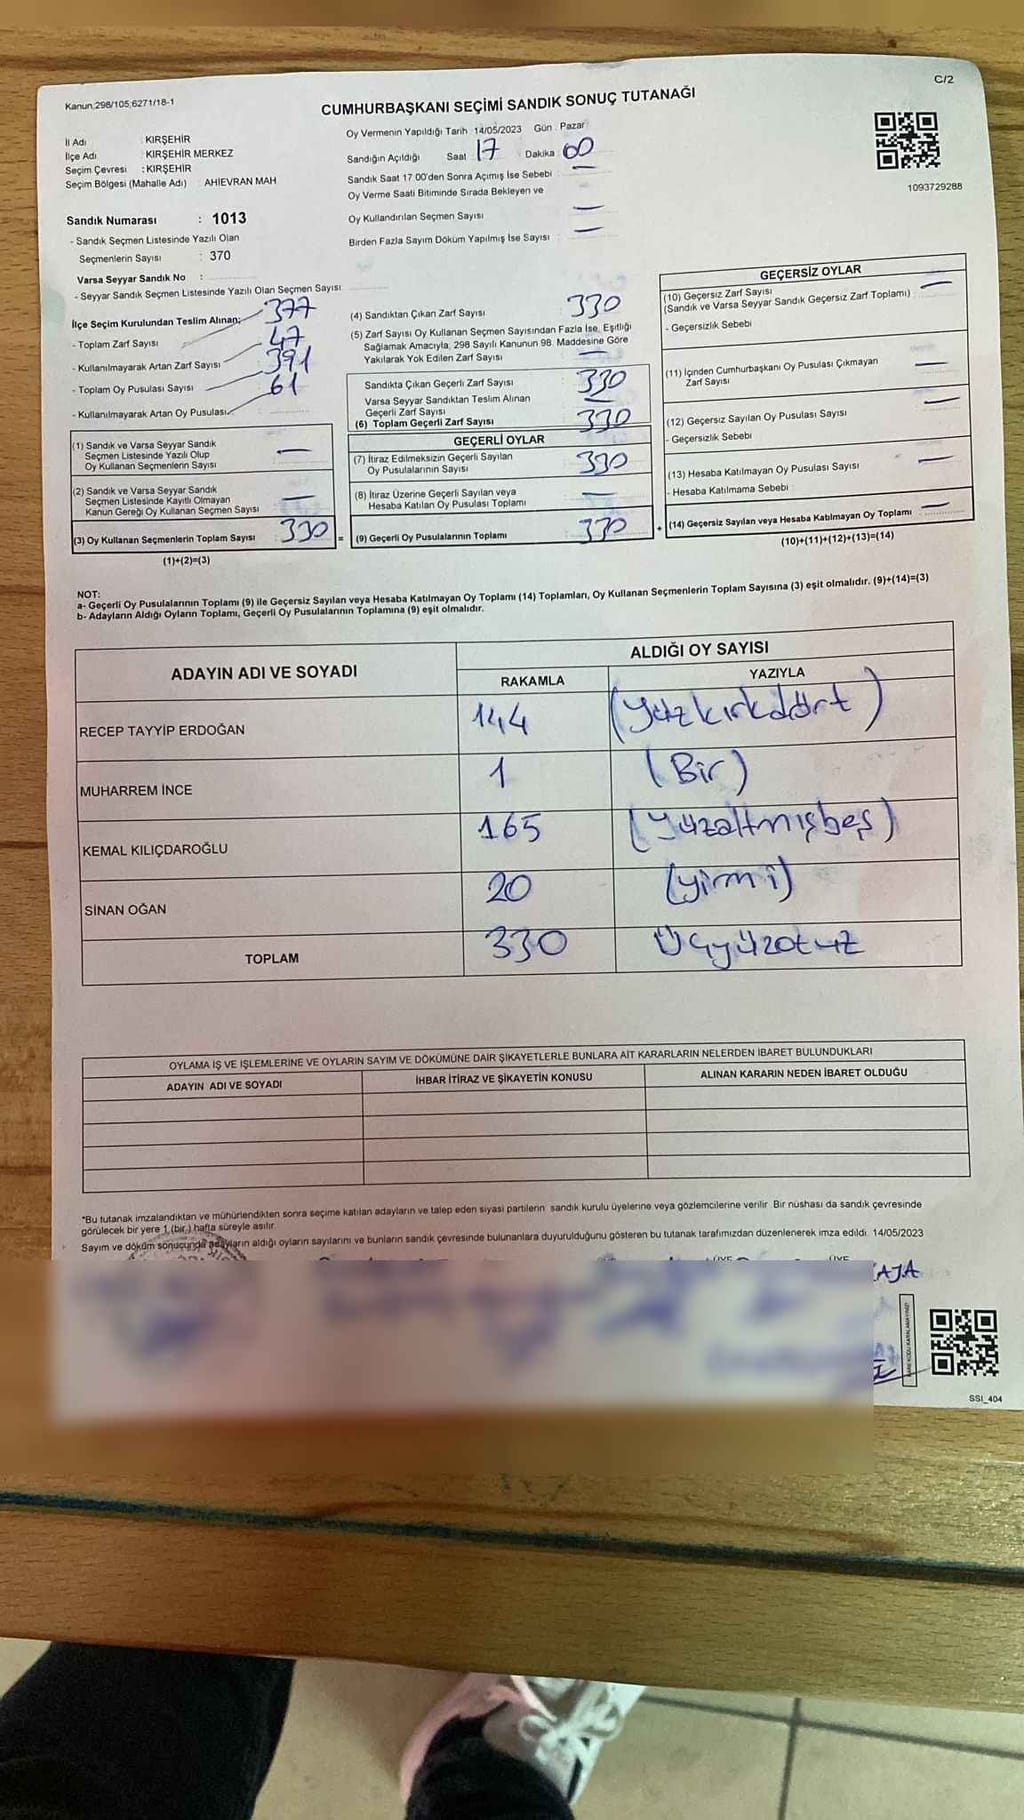 C/2
Kanun;298/105;6271/18-1
CUMHURBAŞKANI SEÇİMİ SANDIK SONUÇ TUTANAĞI
İl Adı : KIRŞEHİR
İlçe Adı : KIRŞEHİR MERKEZ
Seçim Çevresi : KIRŞEHİR
Seçim Bölgesi (Mahalle Adı) AHİEVRAN MAH
Sandık Numarası : 1013
- Sandık Seçmen Listesinde Yazılı Olan
Seçmenlerin Sayısı : 370
Varsa Seyyar Sandık No :
- Seyyar Sandık Seçmen Listesinde Yazılı Olan Seçmen Sayısı
Oy Vermenin Yapıldığı Tarih 14/05/2023 Gün : Pazar
Sandığın Açıldığı Saat 17 Dakika 00
Sandık Saat 17 00'den Sonra Açımış İse Sebebi —
Oy Verme Saati Bitiminde Sırada Bekleyen ve
Oy Kullandırılan Seçmen Sayısı —
Birden Fazla Sayım Döküm Yapılmış İse Sayısı —
1093729288
İlçe Seçim Kurulundan Teslim Alınan;
- Toplam Zarf Sayısı 377
- Kullanılmayarak Artan Zarf Sayısı 47
- Toplam Oy Pusulası Sayısı 391
- Kullanılmayarak Artan Oy Pusulası 61
(1) Sandık ve Varsa Seyyar Sandık
Seçmen Listesinde Yazılı Olup
Oy Kullanan Seçmenlerin Sayısı —
(2) Sandık ve Varsa Seyyar Sandık
Seçmen Listesinde Kayıtlı Olmayan
Kanun Gereği Oy Kullanan Seçmen Sayısı —
(3) Oy Kullanan Seçmenlerin Toplam Sayısı 330 =
(1)+(2)=(3)
(4) Sandıktan Çıkan Zarf Sayısı 330
(5) Zarf Sayısı Oy Kullanan Seçmen Sayısından Fazla İse, Eşitliği
Sağlamak Amacıyla, 298 Sayılı Kanunun 98. Maddesine Göre
Yakılarak Yok Edilen Zarf Sayısı —
Sandıkta Çıkan Geçerli Zarf Sayısı 330
Varsa Seyyar Sandıktan Teslim Alınan
Geçerli Zarf Sayısı —
(6) Toplam Geçerli Zarf Sayısı 330
GEÇERLİ OYLAR
(7) İtiraz Edilmeksizin Geçerli Sayılan
Oy Pusulalarının Sayısı 330
(8) İtiraz Üzerine Geçerli Sayılan veya
Hesaba Katılan Oy Pusulası Toplamı —
(9) Geçerli Oy Pusulalarının Toplamı 330 +
GEÇERSİZ OYLAR
(10) Geçersiz Zarf Sayısı —
(Sandık ve Varsa Seyyar Sandık Geçersiz Zarf Toplamı)
- Geçersizlik Sebebi
(11) İçinden Cumhurbaşkanı Oy Pusulası Çıkmayan
Zarf Sayısı —
(12) Geçersiz Sayılan Oy Pusulası Sayısı —
- Geçersizlik Sebebi
(13) Hesaba Katılmayan Oy Pusulası Sayısı —
- Hesaba Katılmama Sebebi
(14) Geçersiz Sayılan veya Hesaba Katılmayan Oy Toplamı —
(10)+(11)+(12)+(13)=(14)
NOT:
a- Geçerli Oy Pusulalarının Toplamı (9) ile Geçersiz Sayılan veya Hesaba Katılmayan Oy Toplamı (14) Toplamları, Oy Kullanan Seçmenlerin Toplam Sayısına (3) eşit olmalıdır. (9)+(14)=(3)
b- Adayların Aldığı Oyların Toplamı, Geçerli Oy Pusulalarının Toplamına (9) eşit olmalıdır.
ADAYIN ADI VE SOYADI
ALDIĞI OY SAYISI
RAKAMLA YAZIYLA
RECEP TAYYİP ERDOĞAN 144 (yüzkırkdört)
MUHARREM İNCE 1 (Bir)
KEMAL KILIÇDAROĞLU 165 (yüzaltmışbeş)
SİNAN OĞAN 20 (yirmi)
TOPLAM 330 Üçyüzotuz
OYLAMA İŞ VE İŞLEMLERİNE VE OYLARIN SAYIM VE DÖKÜMÜNE DAİR ŞİKAYETLERLE BUNLARA AİT KARARLARIN NELERDEN İBARET BULUNDUKLARI
ADAYIN ADI VE SOYADI İHBAR İTİRAZ VE ŞİKAYETİN KONUSU ALINAN KARARIN NEDEN İBARET OLDUĞU
*Bu tutanak imzalandıktan ve mühürlendikten sonra seçime katılan adayların ve talep eden siyasi partilerin sandık kurulu üyelerine veya gözlemcilerine verilir. Bir nüshası da sandık çevresinde
görülecek bir yere 1 (bir) hafta süreyle asılır.
Sayım ve döküm sonucunda adayların aldığı oyların sayılarını ve bunların sandık çevresinde bulunanlara duyurulduğunu gösteren bu tutanak tarafımızdan düzenlenerek imza edildi. 14/05/2023
SSI_404